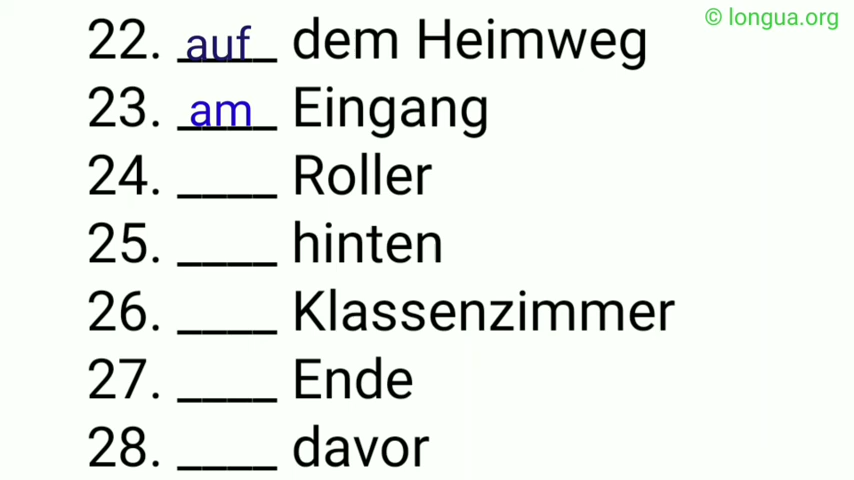 © longua.org
22. auf dem Heimweg
23. am Eingang
24. ____ Roller
25. ____ hinten
26. ____ Klassenzimmer
27. ____ Ende
28. ____ davor